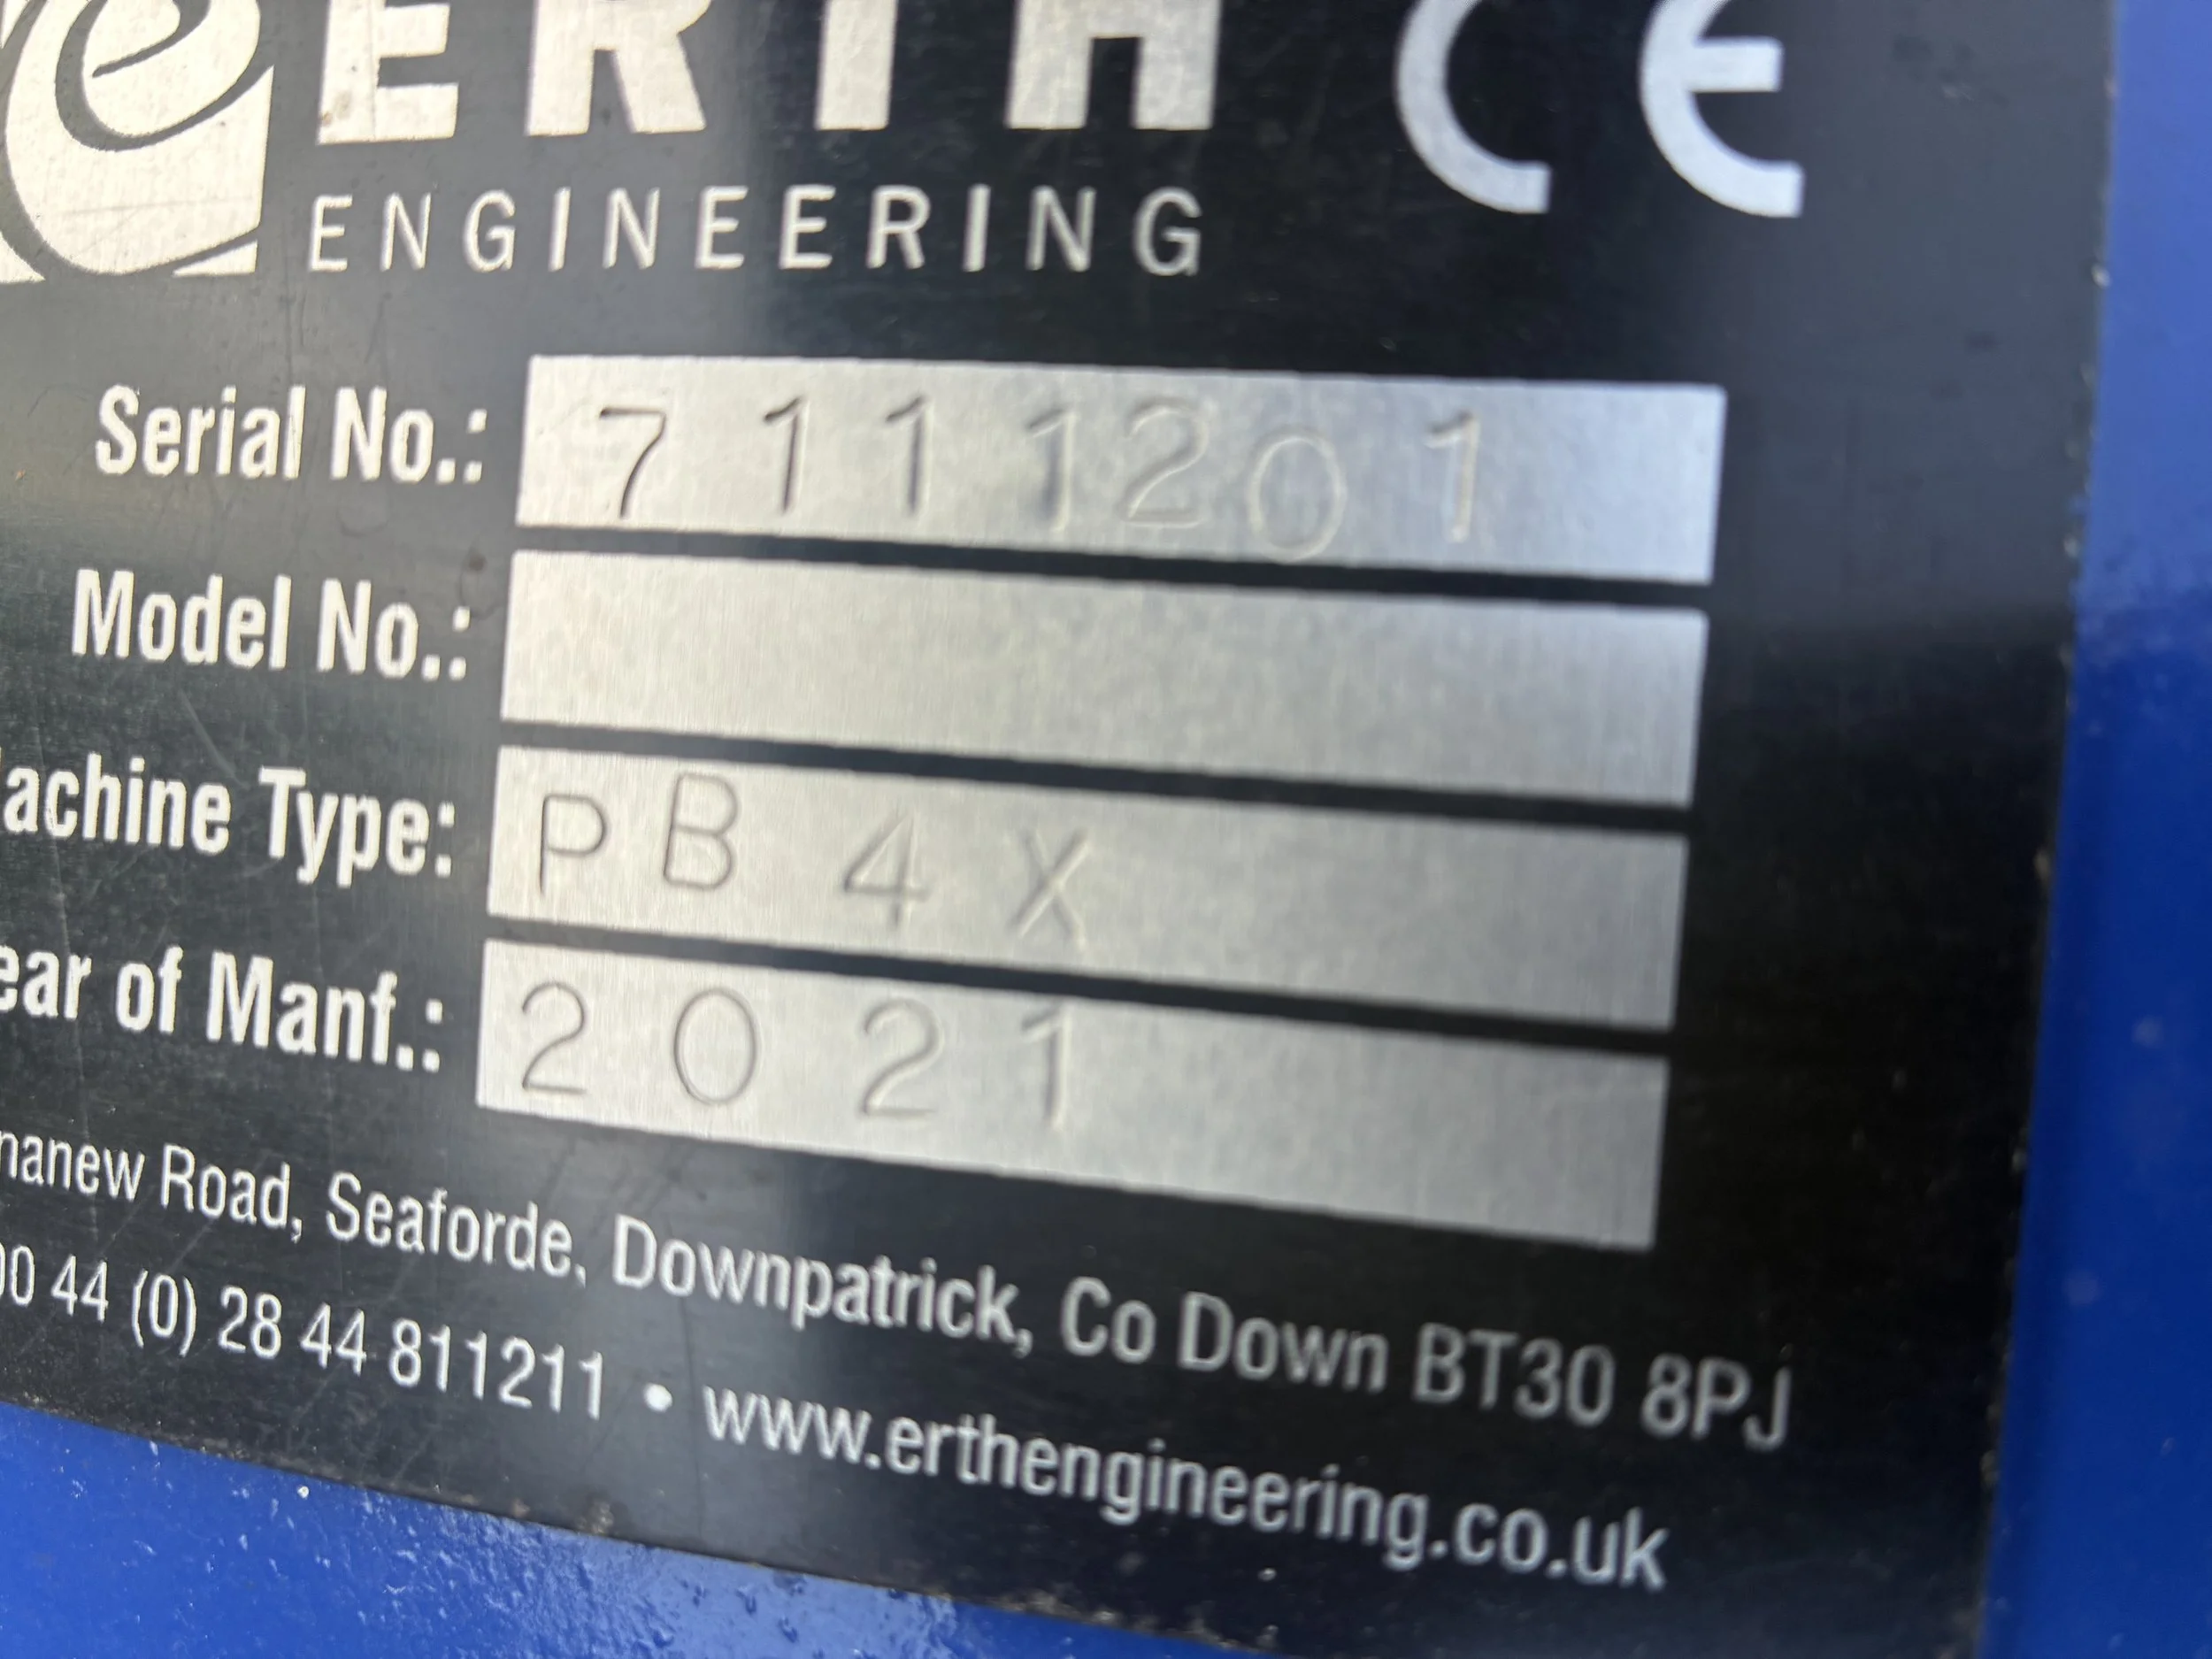 e ERTH CE
ENGINEERING
Serial No.: 7111201
Model No.:
achine Type: PB4X
ear of Manf.: 2021
nanew Road, Seaforde, Downpatrick, Co Down BT30 8PJ
00 44 (0) 28 44 811211 • www.erthengineering.co.uk